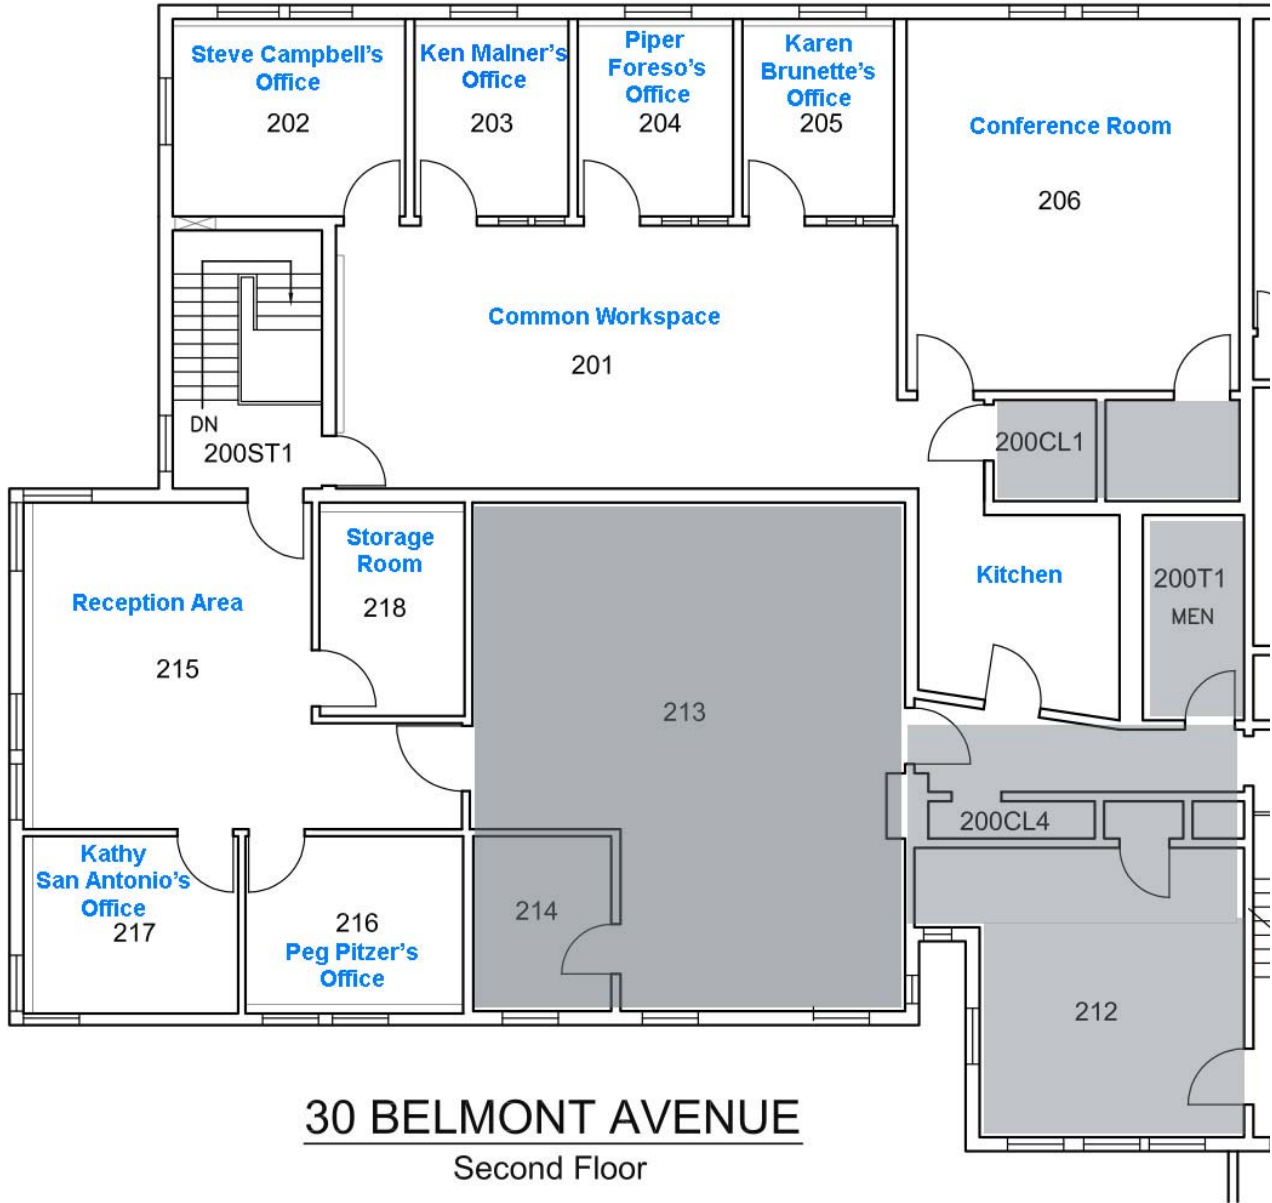 Steve Campbell's
Office
202
Ken Malner's
Office
203
Piper
Foreso's
Office
204
Karen
Brunette's
Office
205
Conference Room
206
Common Workspace
201
DN
200ST1
200CL1
Storage
Room
218
Kitchen
200T1
MEN
Reception Area
215
213
200CL4
Kathy
San Antonio's
Office
217
216
Peg Pitzer's
Office
214
212
30 BELMONT AVENUE
Second Floor